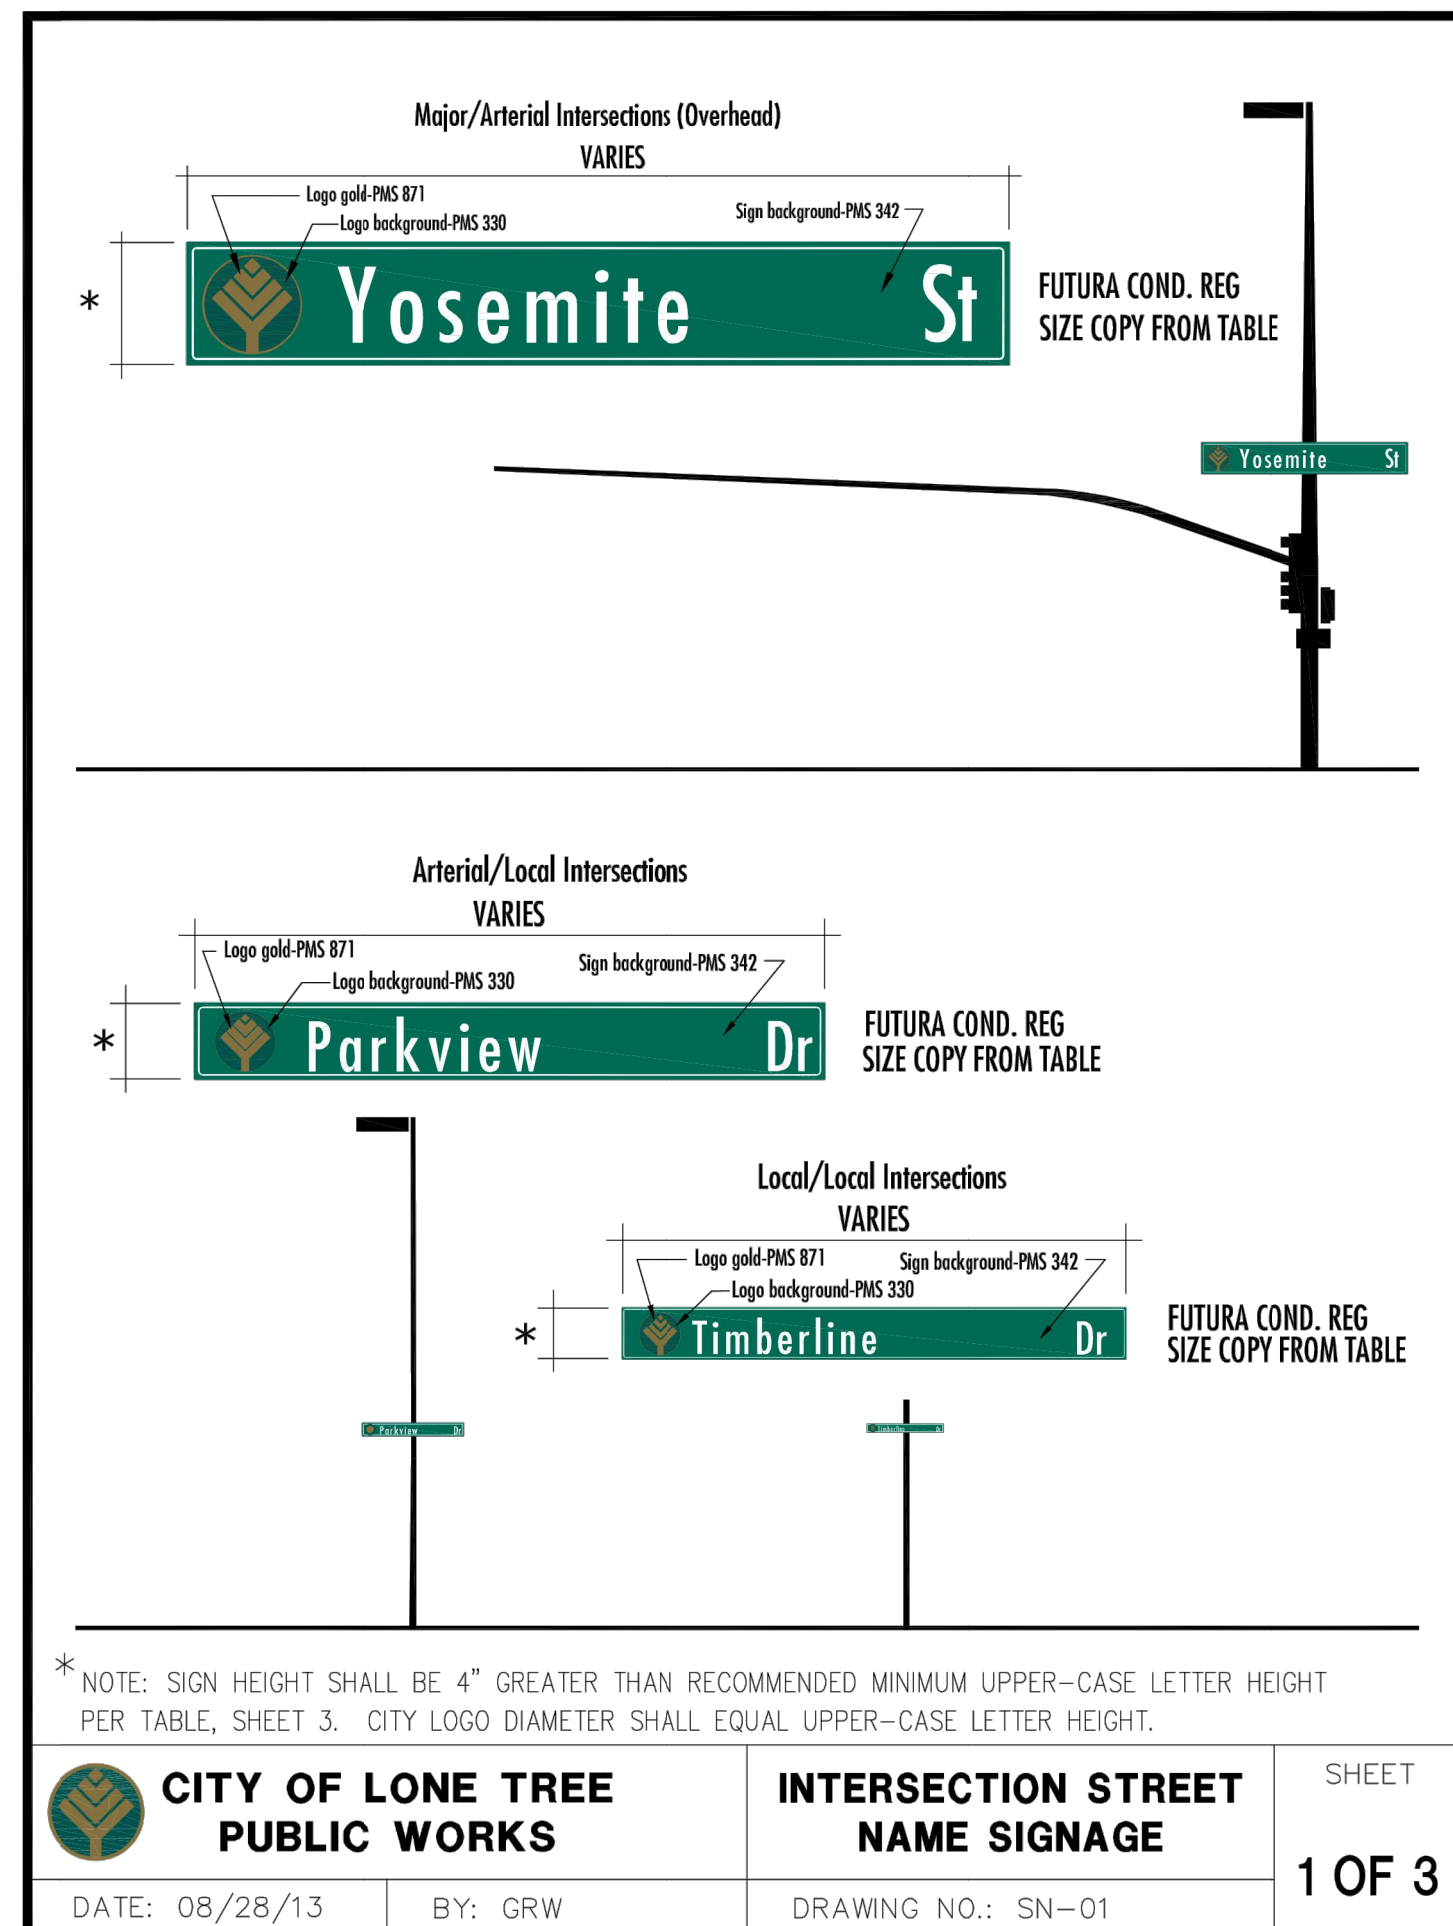 Major/Arterial Intersections (Overhead)
VARIES
Logo gold-PMS 871
Logo background-PMS 330
Sign background-PMS 342
*
Yosemite St
FUTURA COND. REG
SIZE COPY FROM TABLE
Yosemite St
Arterial/Local Intersections
VARIES
Logo gold-PMS 871
Logo background-PMS 330
Sign background-PMS 342
*
Parkview Dr
FUTURA COND. REG
SIZE COPY FROM TABLE
Local/Local Intersections
VARIES
Logo gold-PMS 871
Logo background-PMS 330
Sign background-PMS 342
*
Timberline Dr
FUTURA COND. REG
SIZE COPY FROM TABLE
Parkview Dr
Timberline Dr
* NOTE: SIGN HEIGHT SHALL BE 4" GREATER THAN RECOMMENDED MINIMUM UPPER-CASE LETTER HEIGHT
PER TABLE, SHEET 3. CITY LOGO DIAMETER SHALL EQUAL UPPER-CASE LETTER HEIGHT.
CITY OF LONE TREE
PUBLIC WORKS
INTERSECTION STREET
NAME SIGNAGE
SHEET
1 OF 3
DATE: 08/28/13
BY: GRW
DRAWING NO.: SN-01